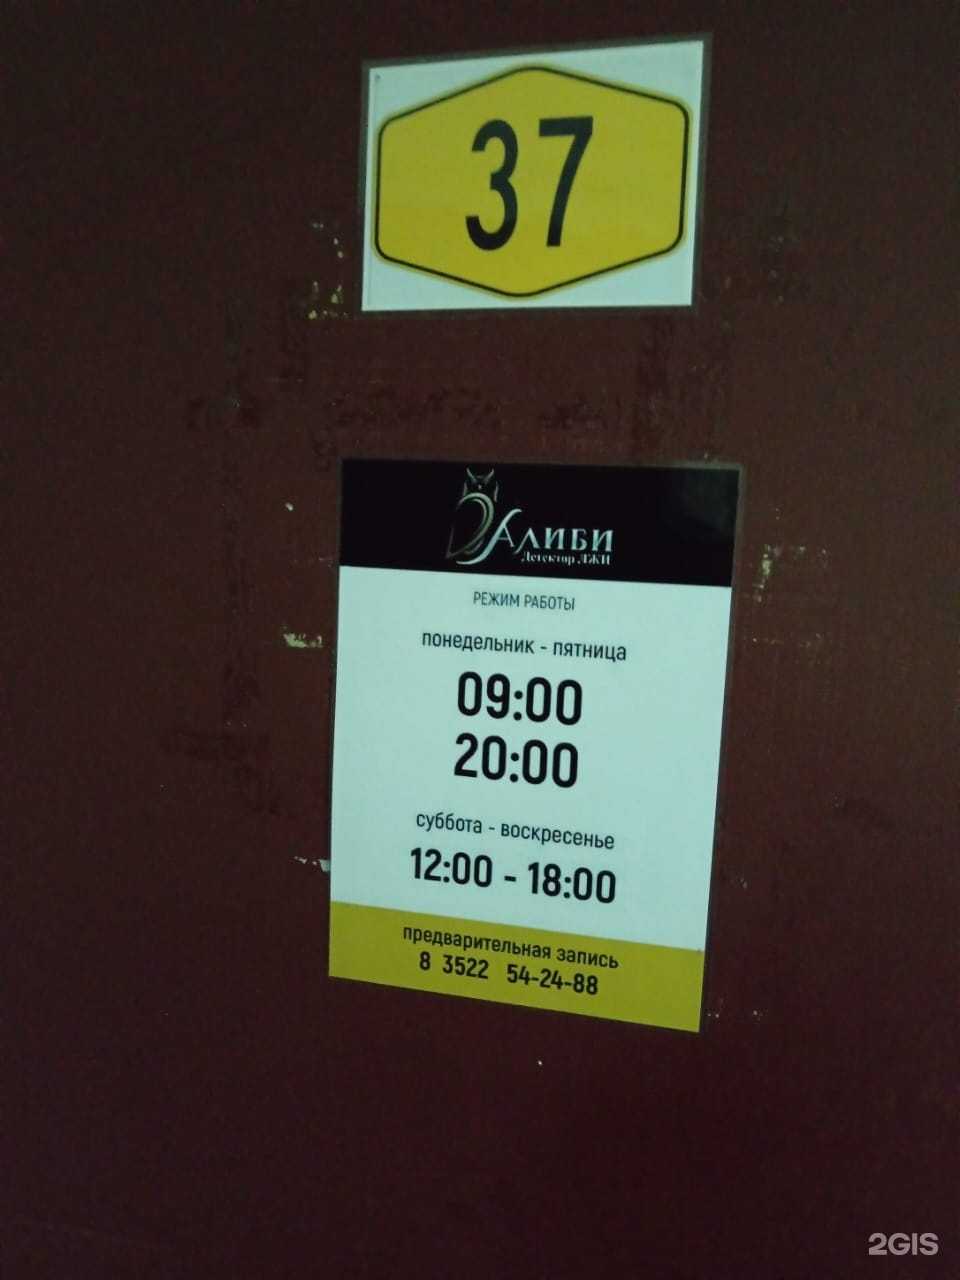 37
Алиби
Детектор ЛЖИ
РЕЖИМ РАБОТЫ
понедельник - пятница
09:00
20:00
суббота - воскресенье
12:00 - 18:00
предварительная запись
8 3522 54-24-88
2GIS